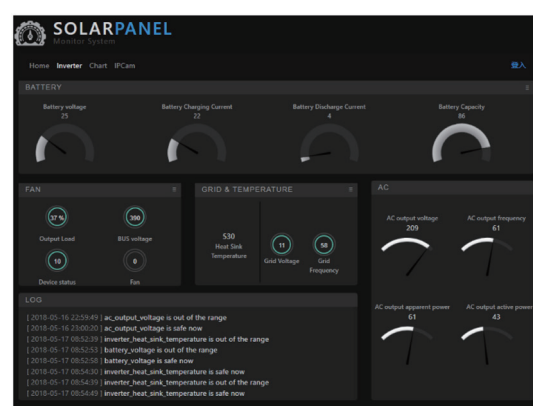 SOLARPANEL
Monitor System
Home Inverter Chart IPCam
登入
BATTERY
Battery voltage
25
Battery Charging Current
22
Battery Discharge Current
4
Battery Capacity
86
FAN
37 %
Output Load
390
BUS voltage
10
Device status
0
Fan
GRID & TEMPERATURE
530
Heat Sink
Temperature
11
Grid Voltage
58
Grid
Frequency
AC
AC output voltage
209
AC output frequency
61
AC output apparent power
61
AC output active power
43
LOG
[ 2018-05-16 22:59:49 ] ac_output_voltage is out of the range
[ 2018-05-16 23:00:20 ] ac_output_voltage is safe now
[ 2018-05-17 08:52:39 ] inverter_heat_sink_temperature is out of the range
[ 2018-05-17 08:52:53 ] battery_voltage is out of the range
[ 2018-05-17 08:52:58 ] battery_voltage is safe now
[ 2018-05-17 08:54:30 ] inverter_heat_sink_temperature is safe now
[ 2018-05-17 08:54:39 ] inverter_heat_sink_temperature is out of the range
[ 2018-05-17 08:54:49 ] inverter_heat_sink_temperature is safe now